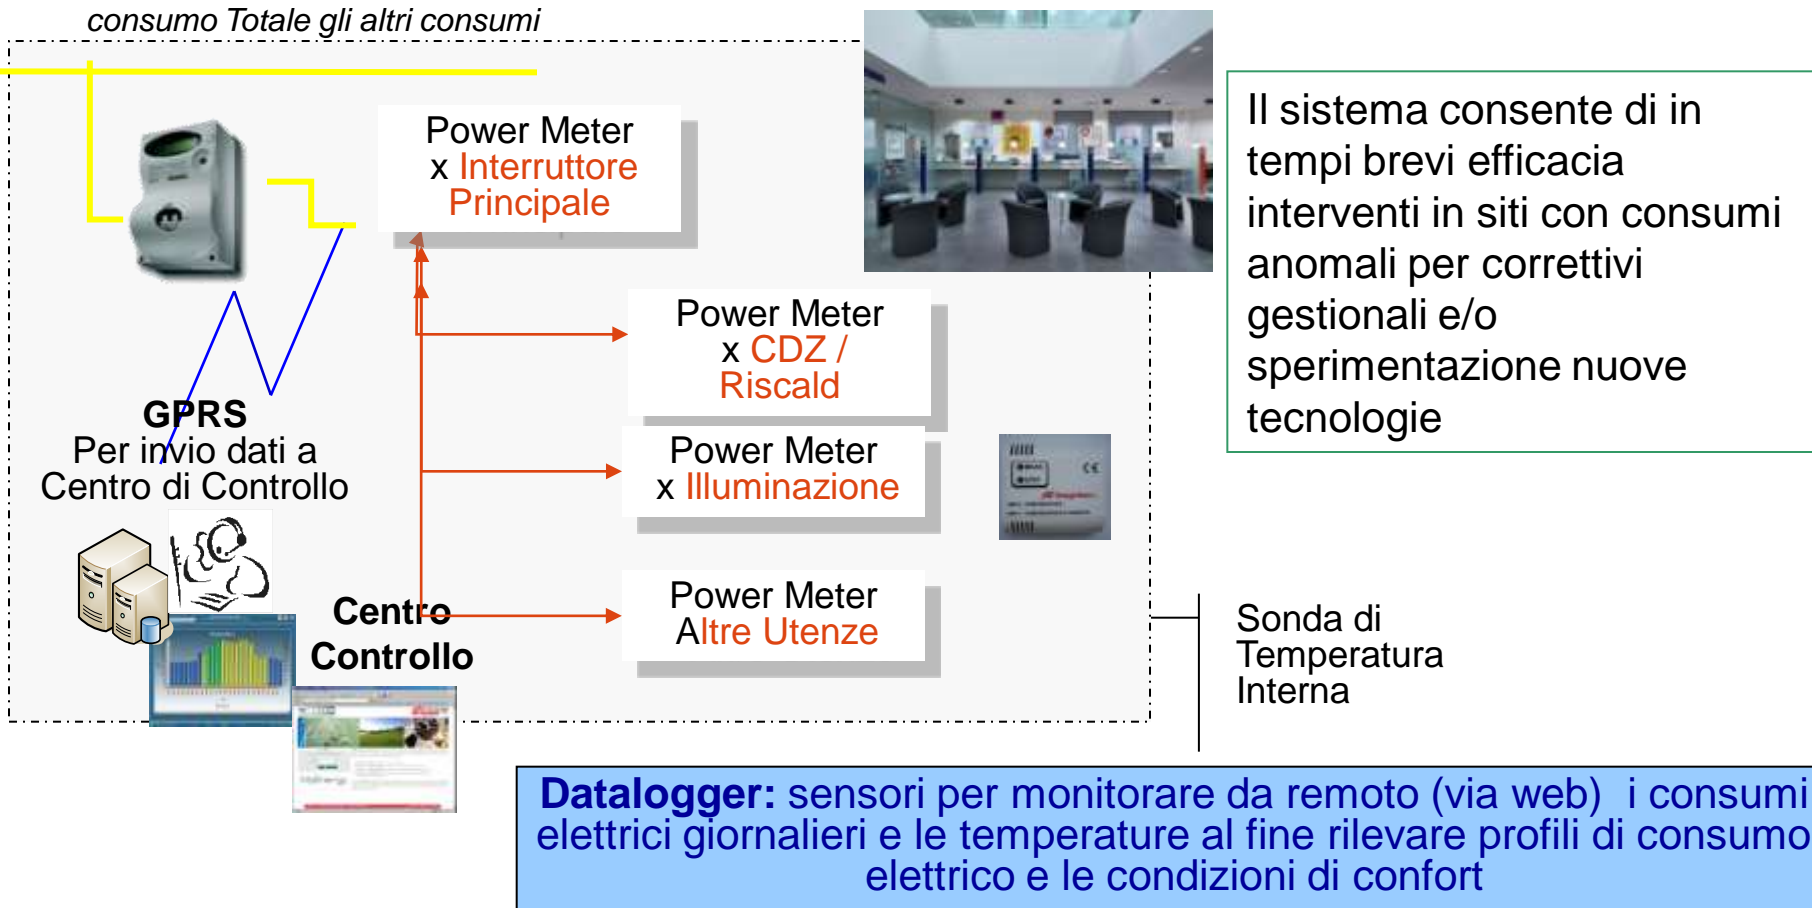 consumo Totale gli altri consumi
Power Meter
x Interruttore
Principale
Il sistema consente di in
tempi brevi efficacia
interventi in siti con consumi
anomali per correttivi
gestionali e/o
sperimentazione nuove
tecnologie
Power Meter
x CDZ /
Riscald
GPRS
Per invio dati a
Centro di Controllo
Power Meter
x Illuminazione
Power Meter
Altre Utenze
Centro
Controllo
Sonda di
Temperatura
Interna
Datalogger: sensori per monitorare da remoto (via web) i consumi
elettrici giornalieri e le temperature al fine rilevare profili di consumo
elettrico e le condizioni di confort